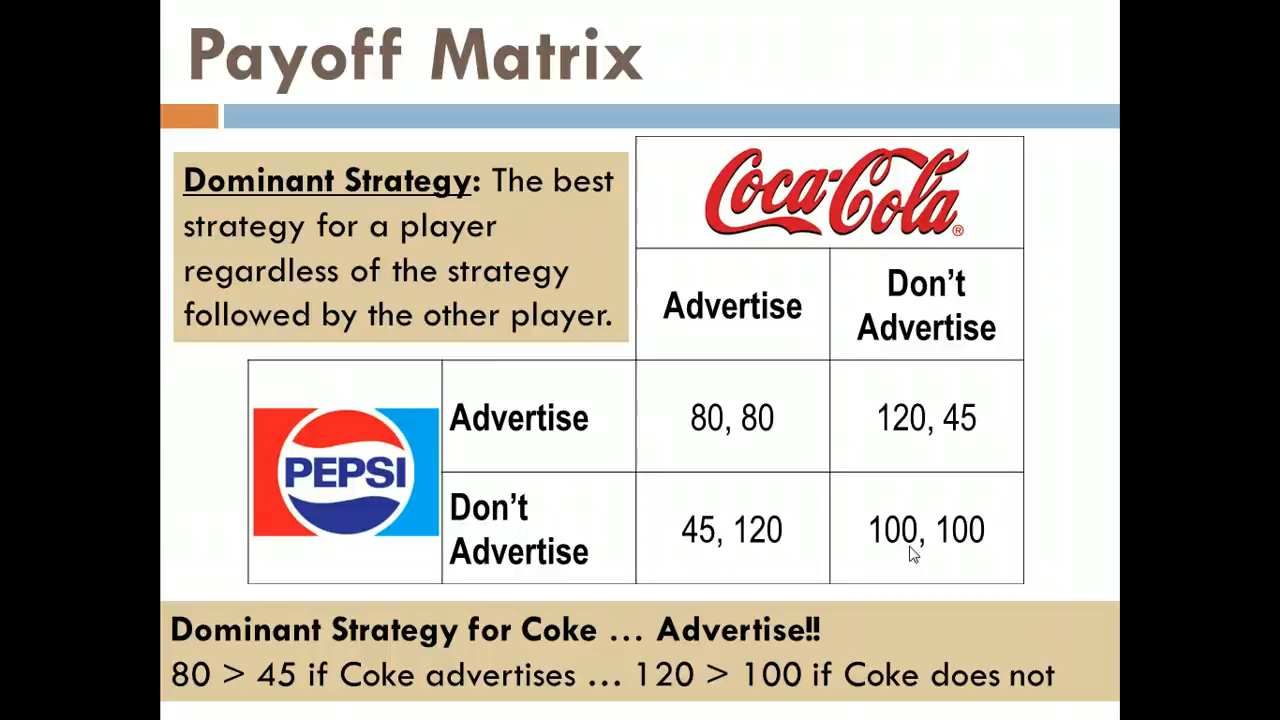 Payoff Matrix
Dominant Strategy: The best
strategy for a player
regardless of the strategy
followed by the other player.
Coca-Cola®
Advertise
Don't
Advertise
PEPSI
Advertise
80, 80
120, 45
Don't
Advertise
45, 120
100, 100
Dominant Strategy for Coke … Advertise!!
80 > 45 if Coke advertises … 120 > 100 if Coke does not